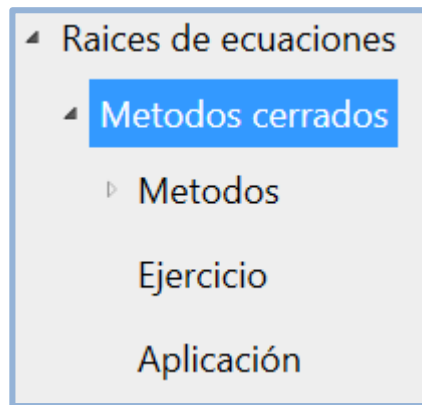 Raices de ecuaciones
Metodos cerrados
Metodos
Ejercicio
Aplicación